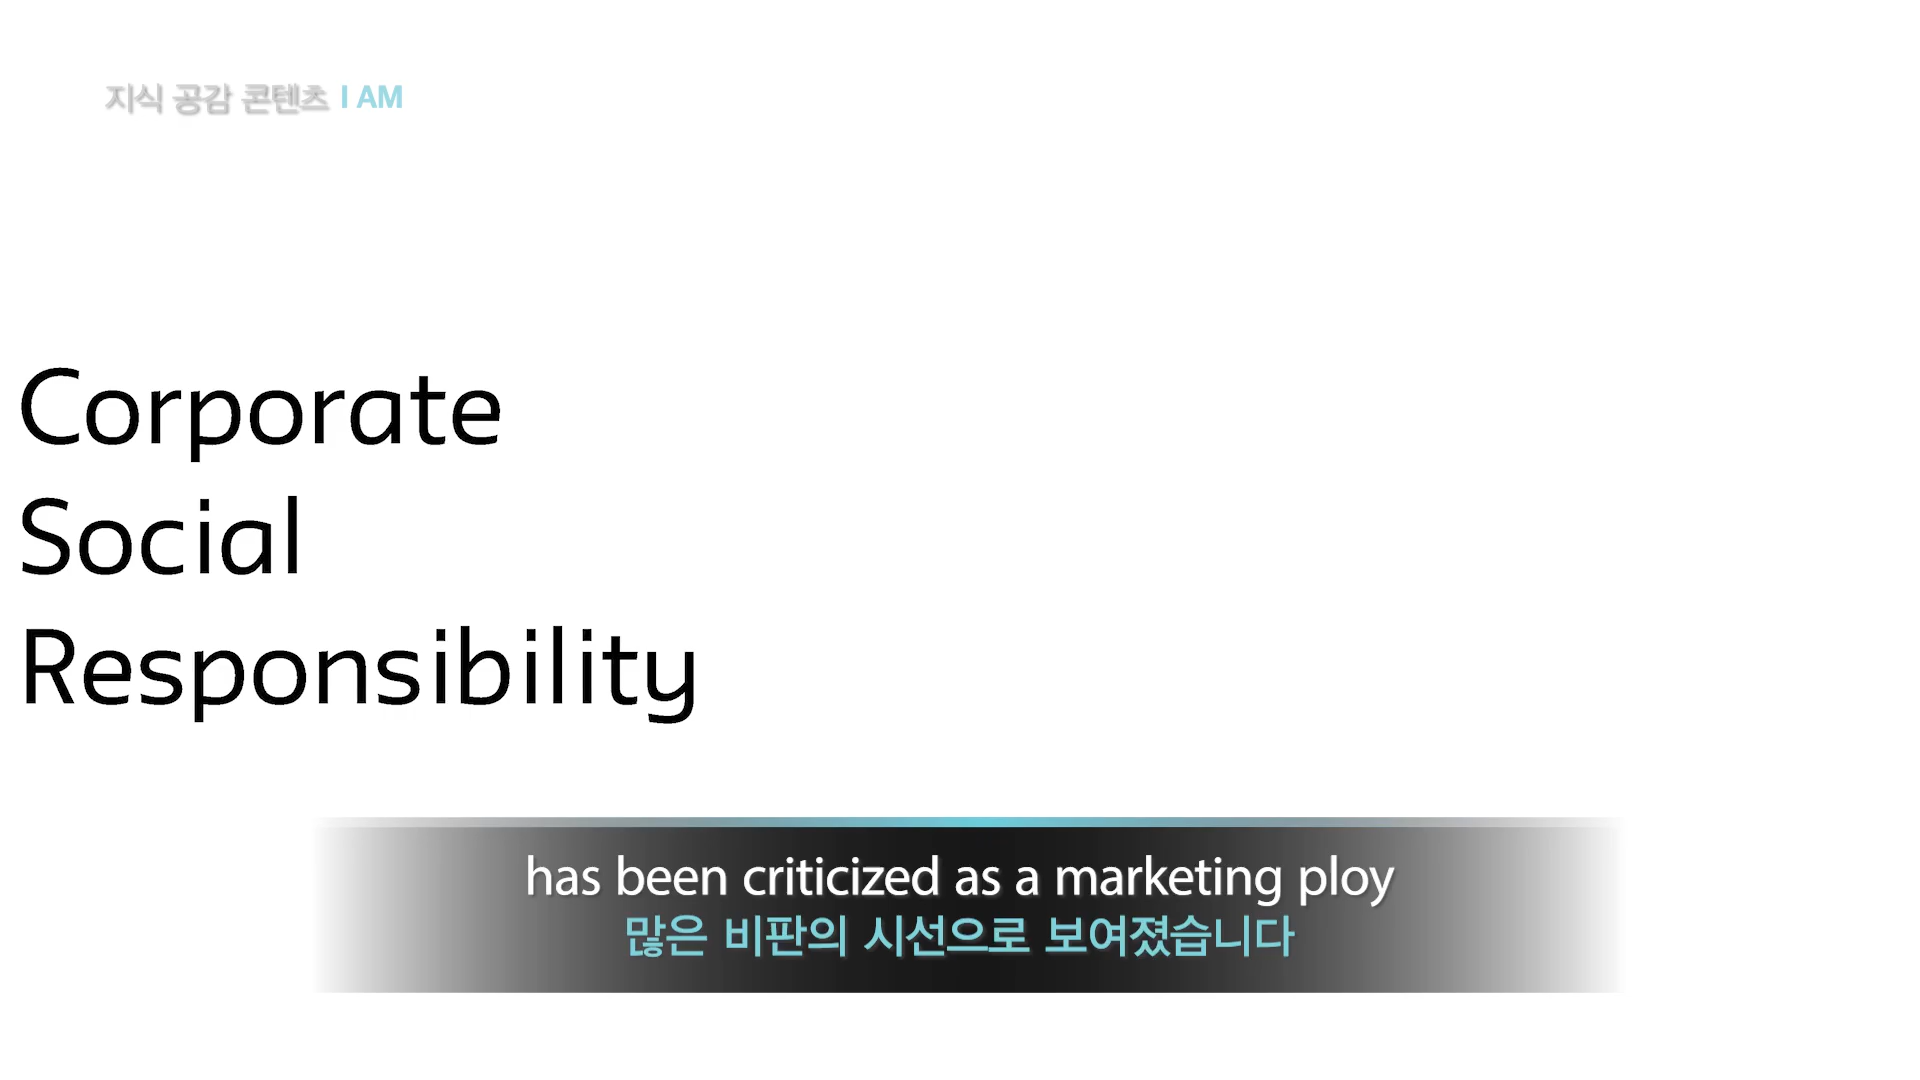 지식 공감 콘텐츠 I AM
Corporate
Social
Responsibility
has been criticized as a marketing ploy
많은 비판의 시선으로 보여졌습니다